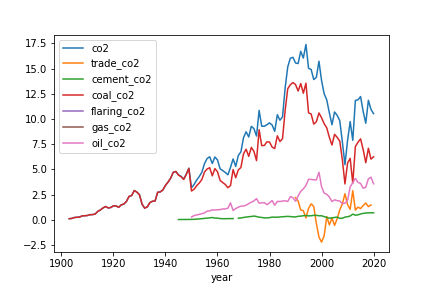 co2
trade_co2
cement_co2
coal_co2
flaring_co2
gas_co2
oil_co2
17.5
15.0
12.5
10.0
7.5
5.0
2.5
0.0
−2.5
1900 1920 1940 1960 1980 2000 2020
year